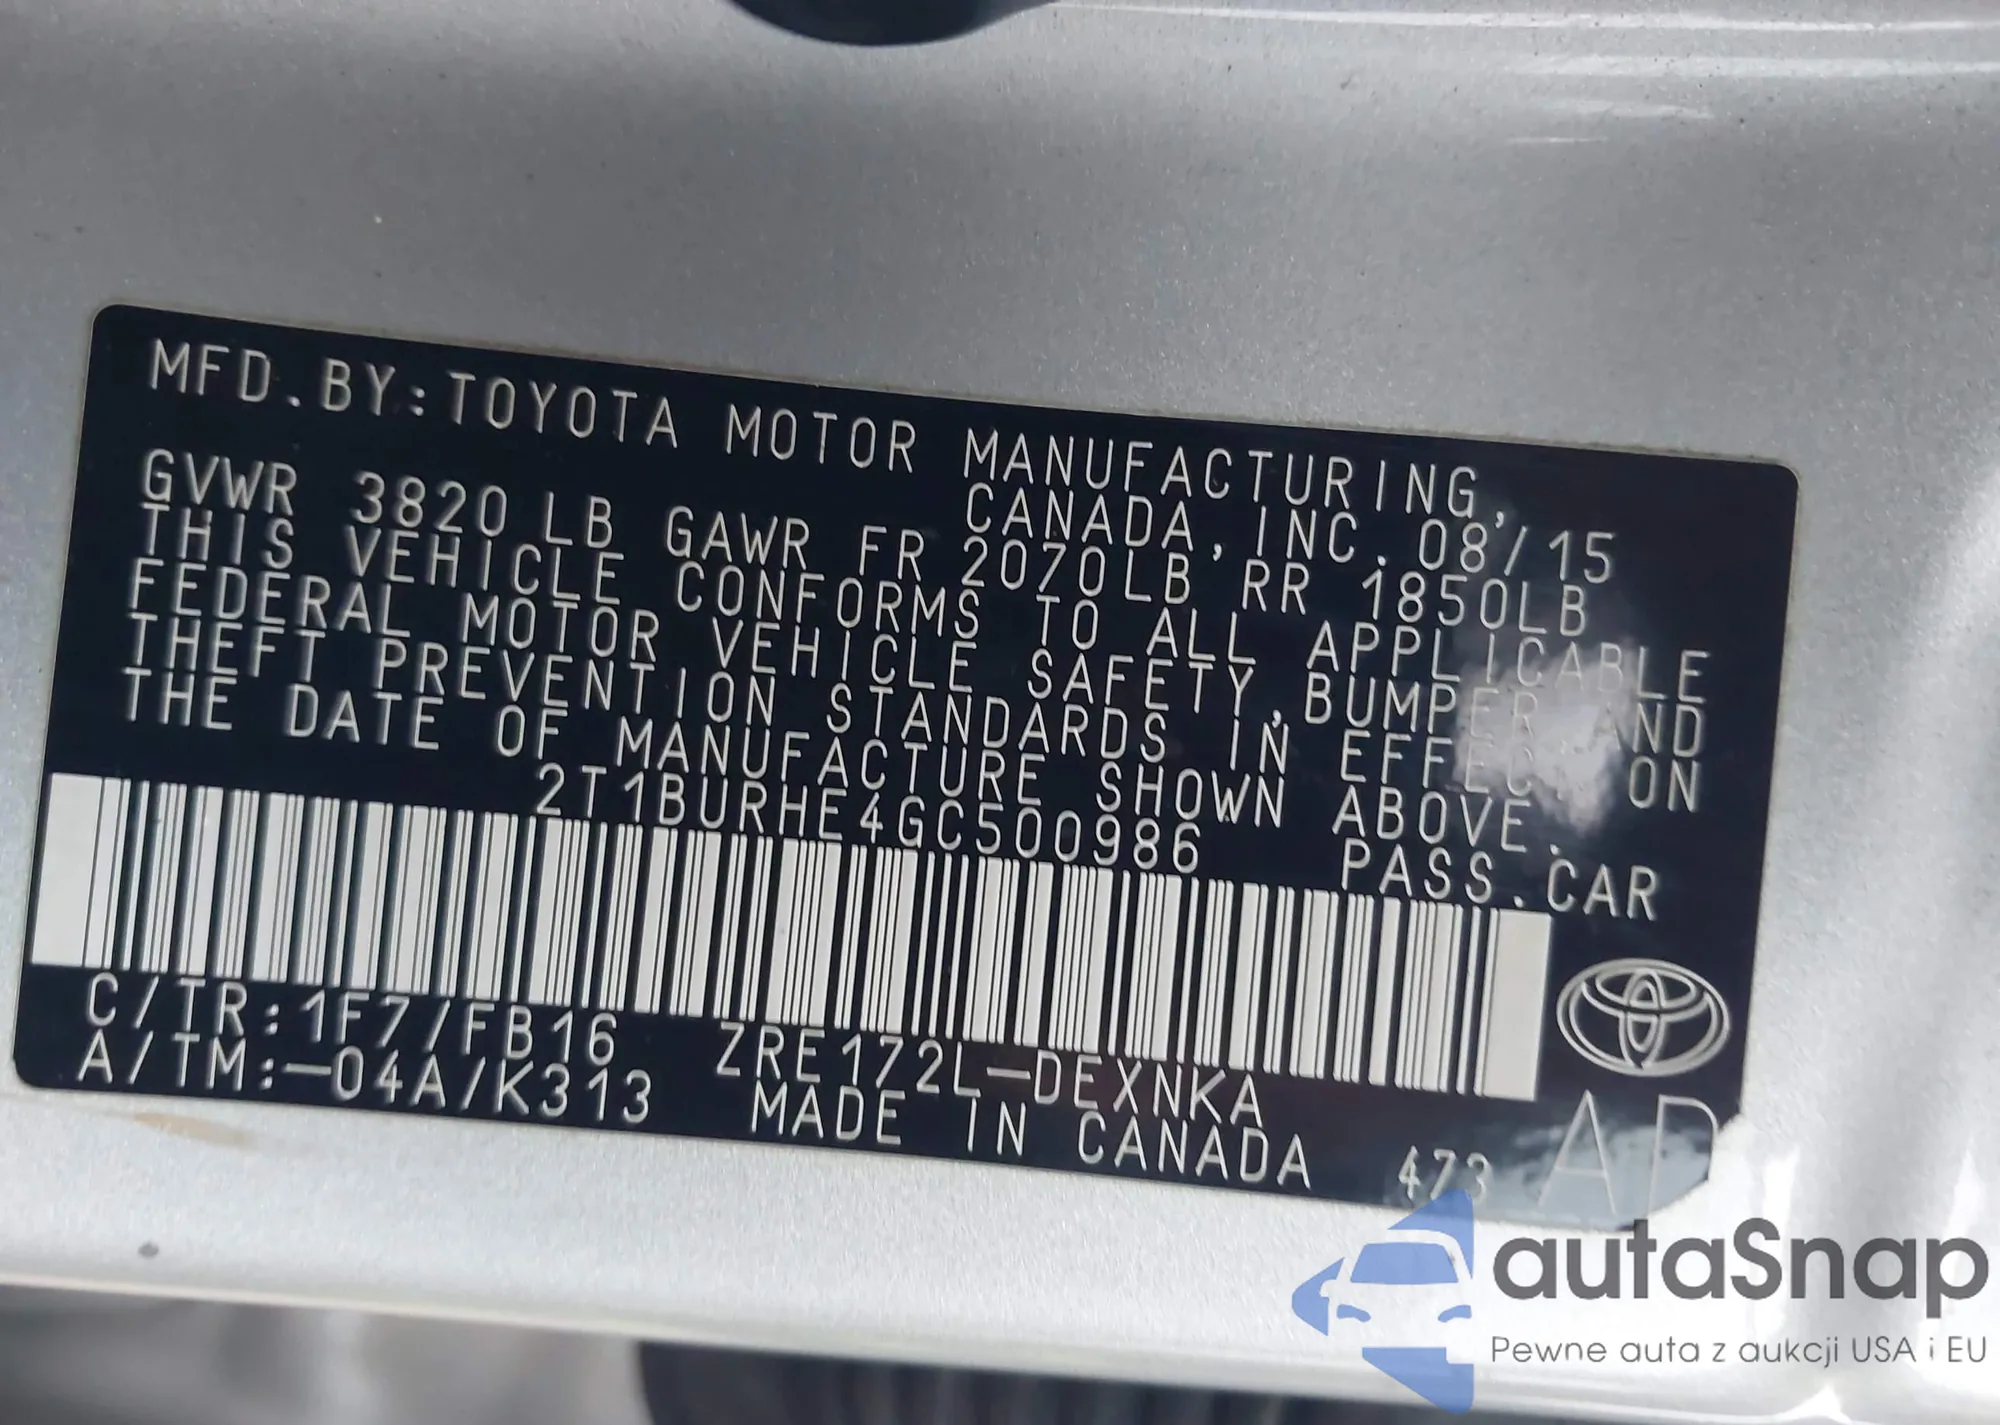 MFD.BY:TOYOTA MOTOR MANUFACTURING,
CANADA,INC. 08/15
GVWR 3820LB GAWR FR 2070LB RR 1850LB
THIS VEHICLE CONFORMS TO ALL APPLICABLE
FEDERAL MOTOR VEHICLE SAFETY,BUMPER AND
THEFT PREVENTION STANDARDS IN EFFECT ON
THE DATE OF MANUFACTURE SHOWN ABOVE.
2T1BURHE4GC500986 PASS.CAR
C/TR:1F7/FB16 ZRE172L-DEXNKA
A/TM:-04A/K313 MADE IN CANADA 473
autaSnap
Pewne auta z aukcji USA i EU